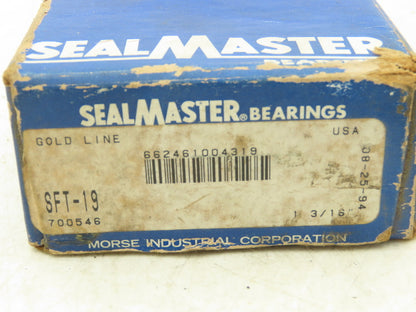 SEALMASTER
BEARINGS
SEALMASTER® BEARINGS
GOLD LINE
USA
662461004319
08-25-94
SFT-19
700546
1 3/16"
MORSE INDUSTRIAL CORPORATION